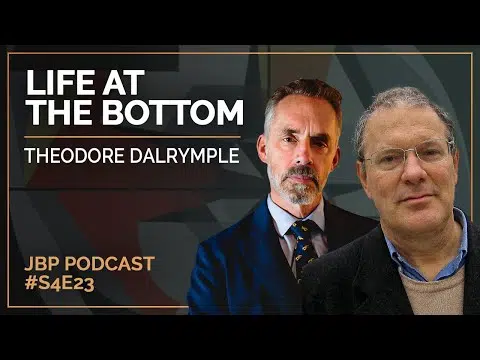 LIFE AT
THE BOTTOM
THEODORE DALRYMPLE
JBP PODCAST
#S4E23